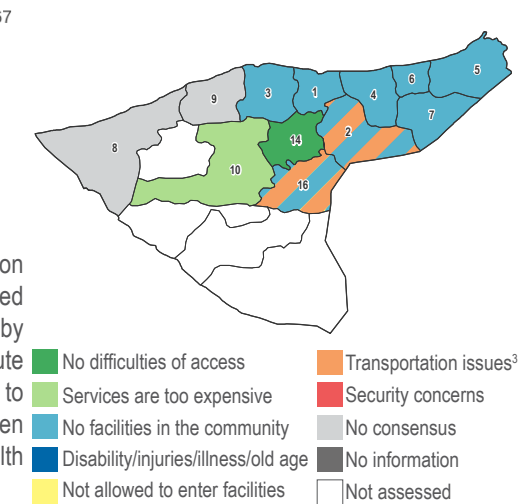 67
5
6
1
3
4
9
7
2
14
8
10
16
on
ed
by
ute
to
en
lth
No difficulties of access
Services are too expensive
No facilities in the community
Disability/injuries/illness/old age
Not allowed to enter facilities
Transportation issues³
Security concerns
No consensus
No information
Not assessed